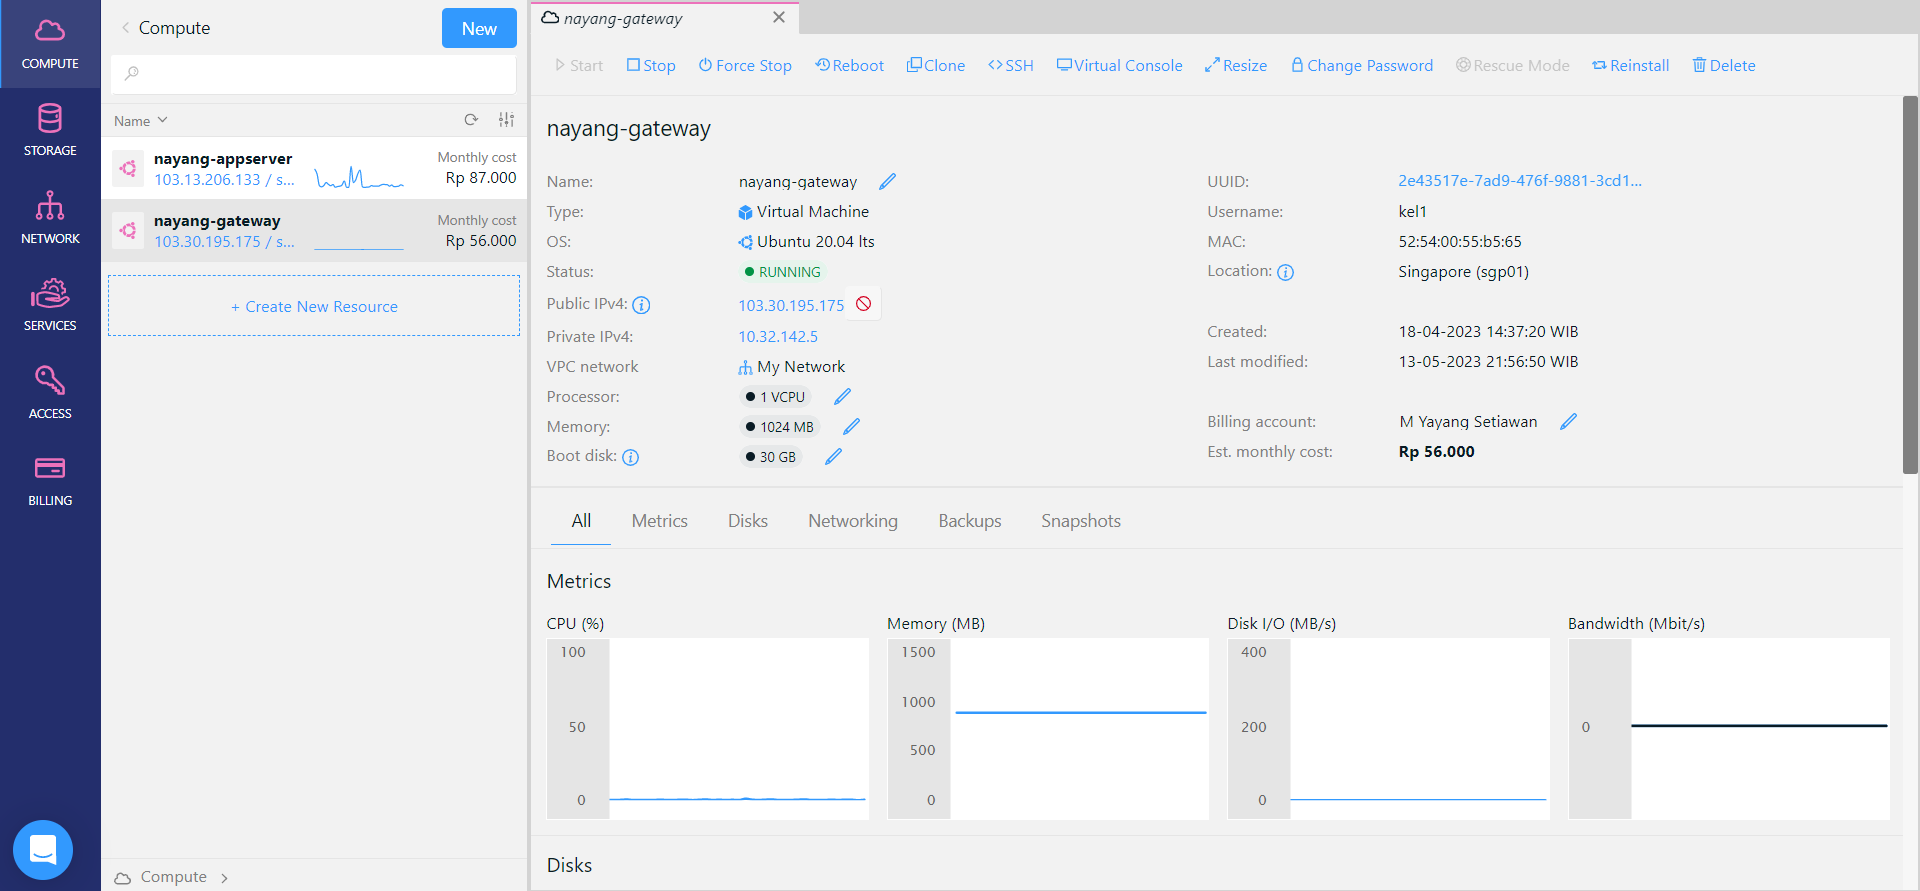 COMPUTE
STORAGE
NETWORK
SERVICES
ACCESS
BILLING
Compute
New
Name
nayang-appserver
103.13.206.133 / s...
Monthly cost
Rp 87.000
nayang-gateway
103.30.195.175 / s...
Monthly cost
Rp 56.000
+ Create New Resource
Compute
nayang-gateway
Start Stop Force Stop Reboot Clone SSH Virtual Console Resize Change Password Rescue Mode Reinstall Delete
nayang-gateway
Name: nayang-gateway
Type: Virtual Machine
OS: Ubuntu 20.04 lts
Status: RUNNING
Public IPv4: 103.30.195.175
Private IPv4: 10.32.142.5
VPC network My Network
Processor: 1 VCPU
Memory: 1024 MB
Boot disk: 30 GB
UUID: 2e43517e-7ad9-476f-9881-3cd1...
Username: kel1
MAC: 52:54:00:55:b5:65
Location: Singapore (sgp01)
Created: 18-04-2023 14:37:20 WIB
Last modified: 13-05-2023 21:56:50 WIB
Billing account: M Yayang Setiawan
Est. monthly cost: Rp 56.000
All Metrics Disks Networking Backups Snapshots
Metrics
CPU (%)
100
50
0
Memory (MB)
1500
1000
500
0
Disk I/O (MB/s)
400
200
0
Bandwidth (Mbit/s)
0
Disks